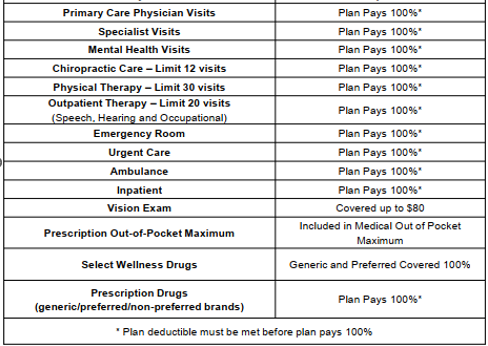 Primary Care Physician Visits Plan Pays 100%*
Specialist Visits Plan Pays 100%*
Mental Health Visits Plan Pays 100%*
Chiropractic Care – Limit 12 visits Plan Pays 100%*
Physical Therapy – Limit 30 visits Plan Pays 100%*
Outpatient Therapy – Limit 20 visits
(Speech, Hearing and Occupational)
Plan Pays 100%*
Emergency Room Plan Pays 100%*
Urgent Care Plan Pays 100%*
Ambulance Plan Pays 100%*
Inpatient Plan Pays 100%*
Vision Exam Covered up to $80
Prescription Out-of-Pocket Maximum
Included in Medical Out of Pocket
Maximum
Select Wellness Drugs Generic and Preferred Covered 100%
Prescription Drugs
(generic/preferred/non-preferred brands)
Plan Pays 100%*
* Plan deductible must be met before plan pays 100%